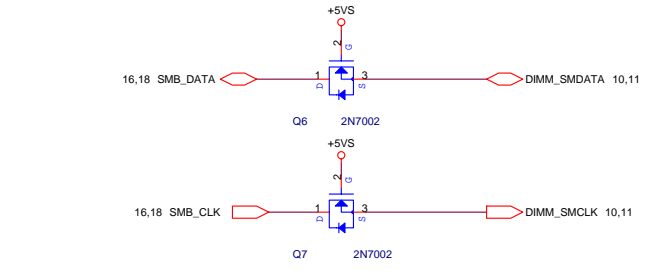 +5VS
2
G
16,18 SMB_DATA
1
3
DIMM_SMDATA 10,11
D
S
Q6
2N7002
+5VS
2
G
16,18 SMB_CLK
1
3
DIMM_SMCLK 10,11
D
S
Q7
2N7002